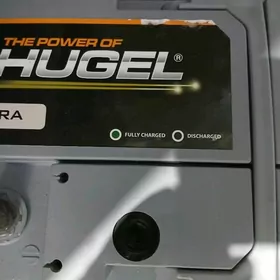 THE POWER OF
HUGEL®
RA
FULLY CHARGED
DISCHARGED